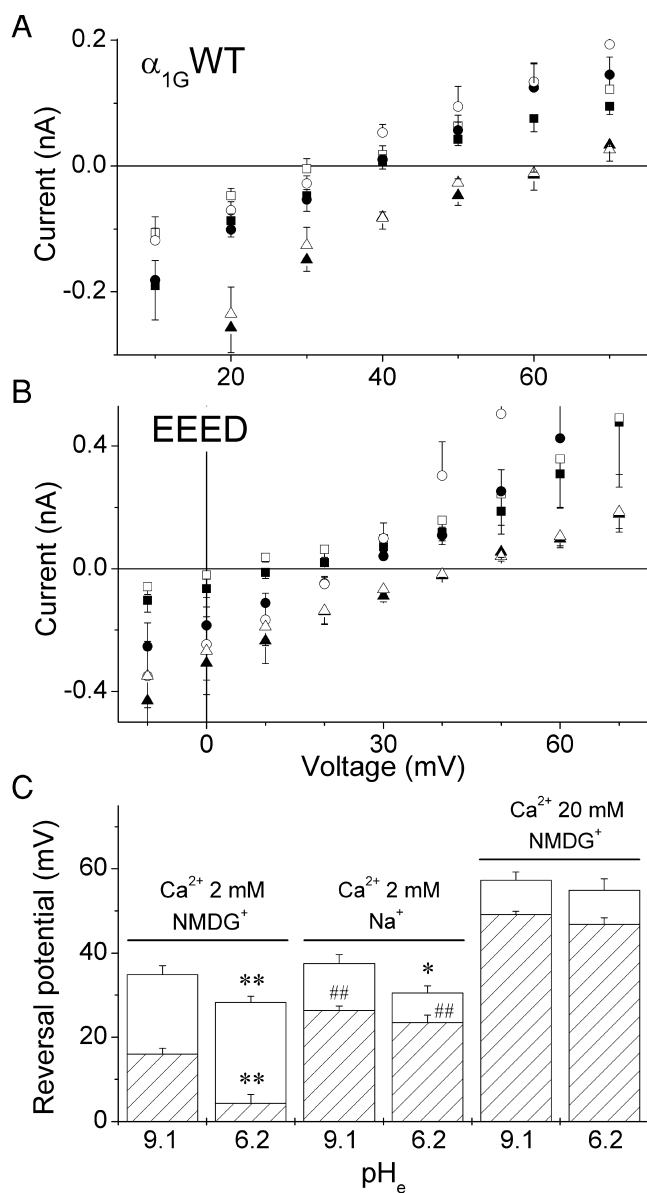 A
α1GWT
0.2
0.0
-0.2
Current (nA)
20
40
60
B
EEED
0.4
0.0
-0.4
Current (nA)
0
30
60
Voltage (mV)
C
Ca2+ 20 mM
NMDG+
Ca2+ 2 mM
NMDG+
Ca2+ 2 mM
Na+
60
40
20
0
Reversal potential (mV)
**
*
##
##
**
9.1
6.2
9.1
6.2
9.1
6.2
pHe